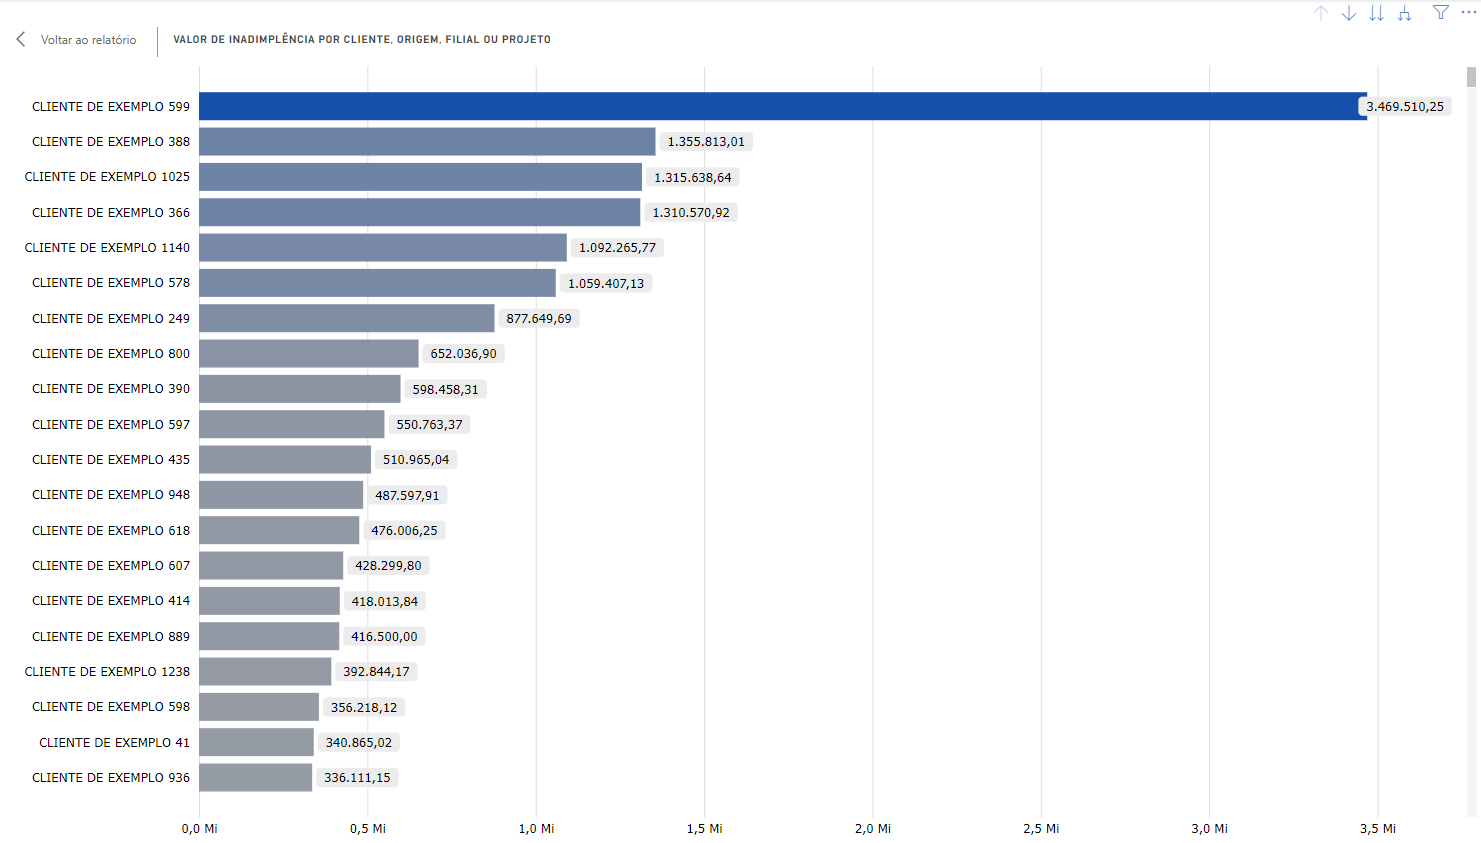 Voltar ao relatório
VALOR DE INADIMPLÊNCIA POR CLIENTE, ORIGEM, FILIAL OU PROJETO
CLIENTE DE EXEMPLO 599 3.469.510,25
CLIENTE DE EXEMPLO 388 1.355.813,01
CLIENTE DE EXEMPLO 1025 1.315.638,64
CLIENTE DE EXEMPLO 366 1.310.570,92
CLIENTE DE EXEMPLO 1140 1.092.265,77
CLIENTE DE EXEMPLO 578 1.059.407,13
CLIENTE DE EXEMPLO 249 877.649,69
CLIENTE DE EXEMPLO 800 652.036,90
CLIENTE DE EXEMPLO 390 598.458,31
CLIENTE DE EXEMPLO 597 550.763,37
CLIENTE DE EXEMPLO 435 510.965,04
CLIENTE DE EXEMPLO 948 487.597,91
CLIENTE DE EXEMPLO 618 476.006,25
CLIENTE DE EXEMPLO 607 428.299,80
CLIENTE DE EXEMPLO 414 418.013,84
CLIENTE DE EXEMPLO 889 416.500,00
CLIENTE DE EXEMPLO 1238 392.844,17
CLIENTE DE EXEMPLO 598 356.218,12
CLIENTE DE EXEMPLO 41 340.865,02
CLIENTE DE EXEMPLO 936 336.111,15
0,0 Mi 0,5 Mi 1,0 Mi 1,5 Mi 2,0 Mi 2,5 Mi 3,0 Mi 3,5 Mi